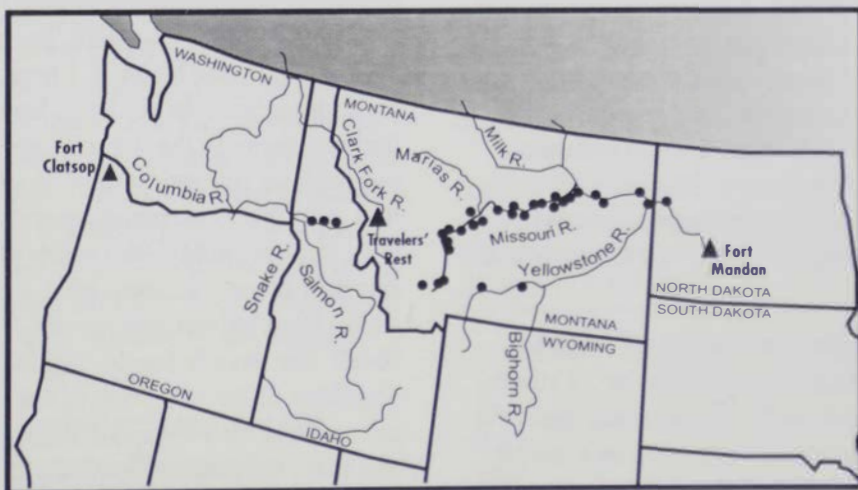 WASHINGTON
MONTANA
Fort
Clatsop
Columbia R.
Clark Fork R.
Marias R.
Milk R.
Travelers'
Rest
Missouri R.
Yellowstone R.
Fort
Mandan
Snake R.
Salmon R.
NORTH DAKOTA
SOUTH DAKOTA
MONTANA
WYOMING
Bighorn R.
OREGON
IDAHO